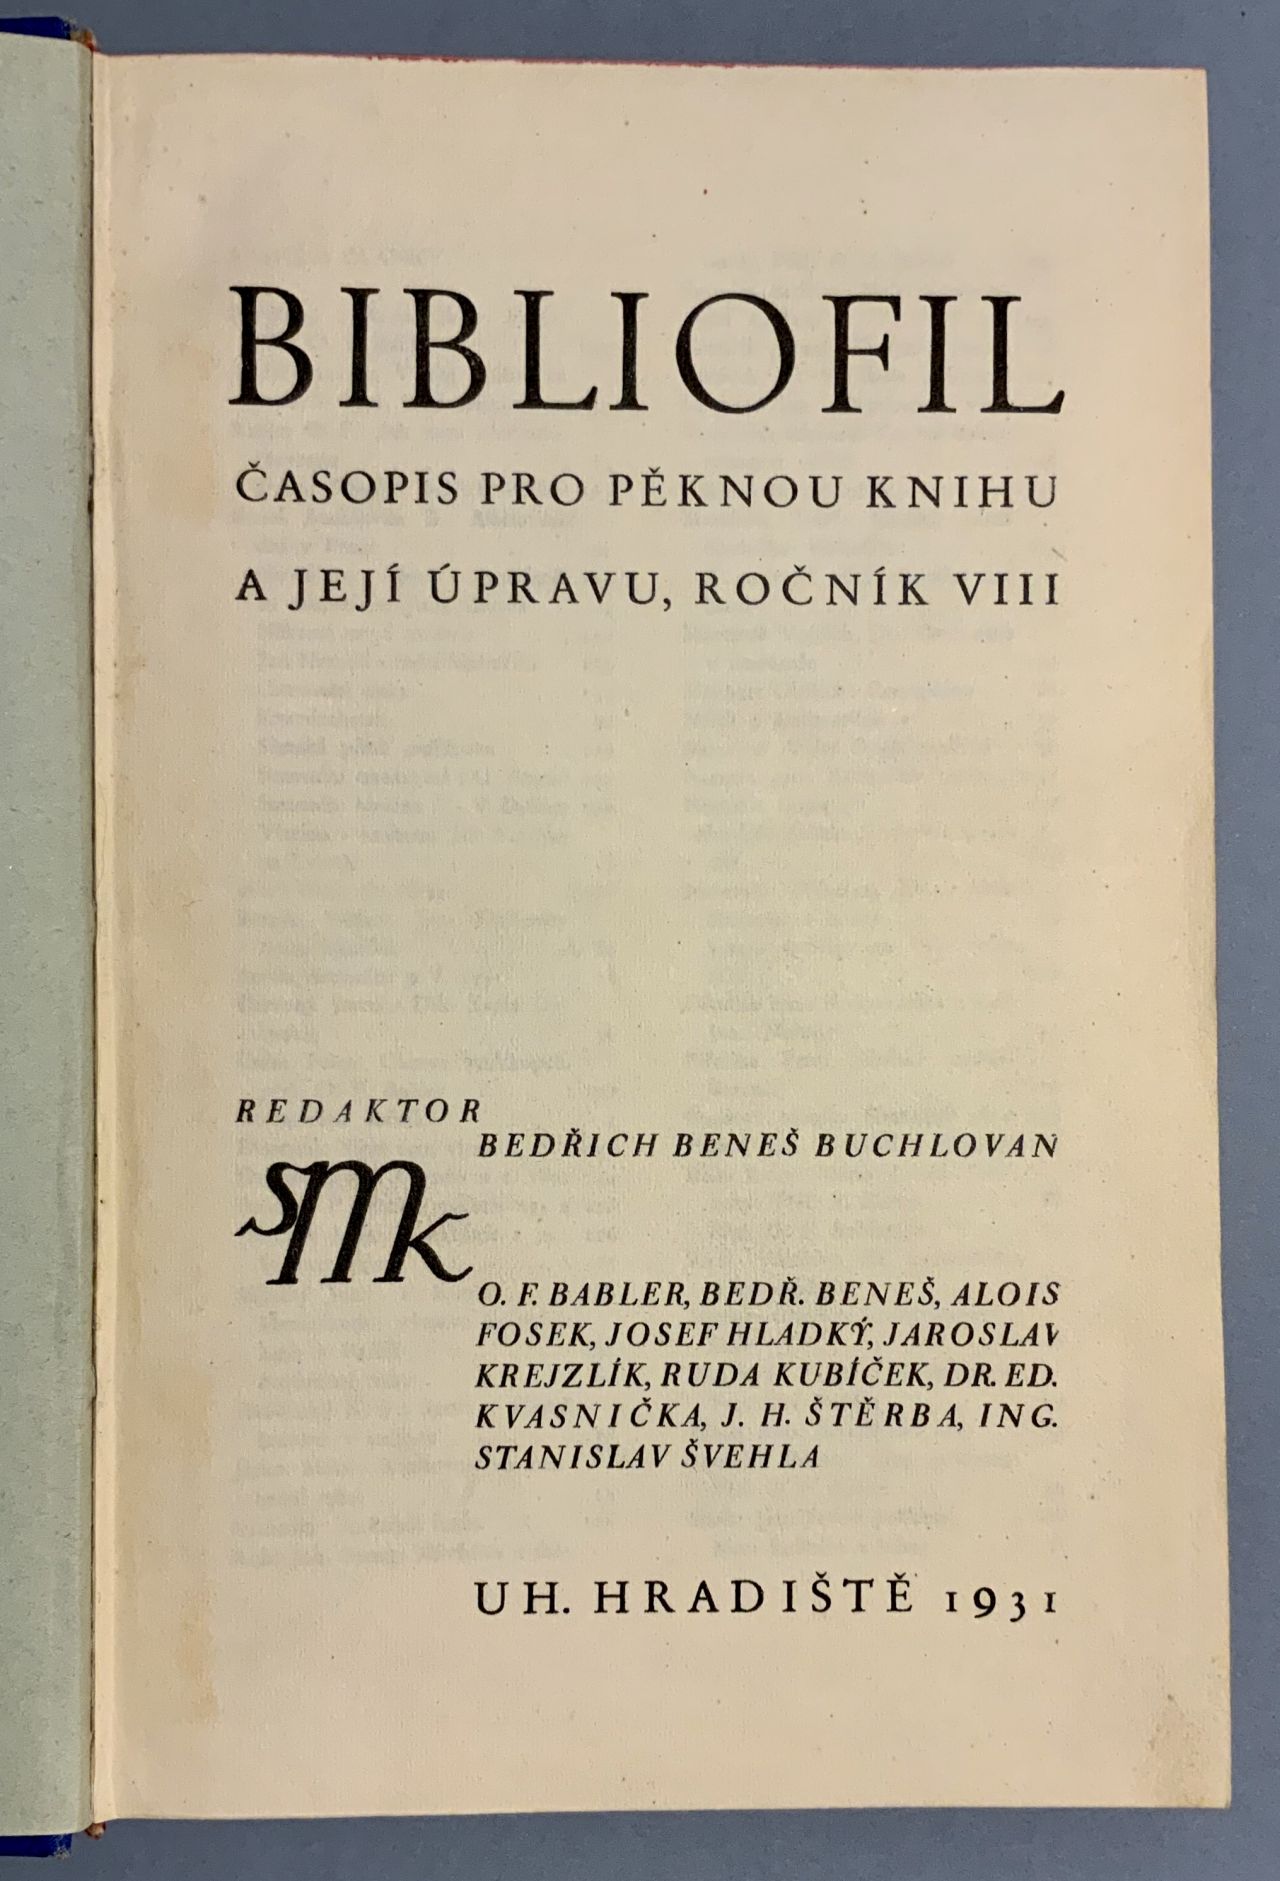 BIBLIOFIL
ČASOPIS PRO PĚKNOU KNIHU
A JEJÍ ÚPRAVU, ROČNÍK VIII
REDAKTOR
BEDŘICH BENEŠ BUCHLOVAN
SMK
O. F. BABLER, BEDŘ. BENEŠ, ALOIS
FOSEK, JOSEF HLADKÝ, JAROSLAV
KREJZLÍK, RUDA KUBÍČEK, DR. ED.
KVASNIČKA, J. H. ŠTĚRBA, ING.
STANISLAV ŠVEHLA
UH. HRADIŠTĚ 1931